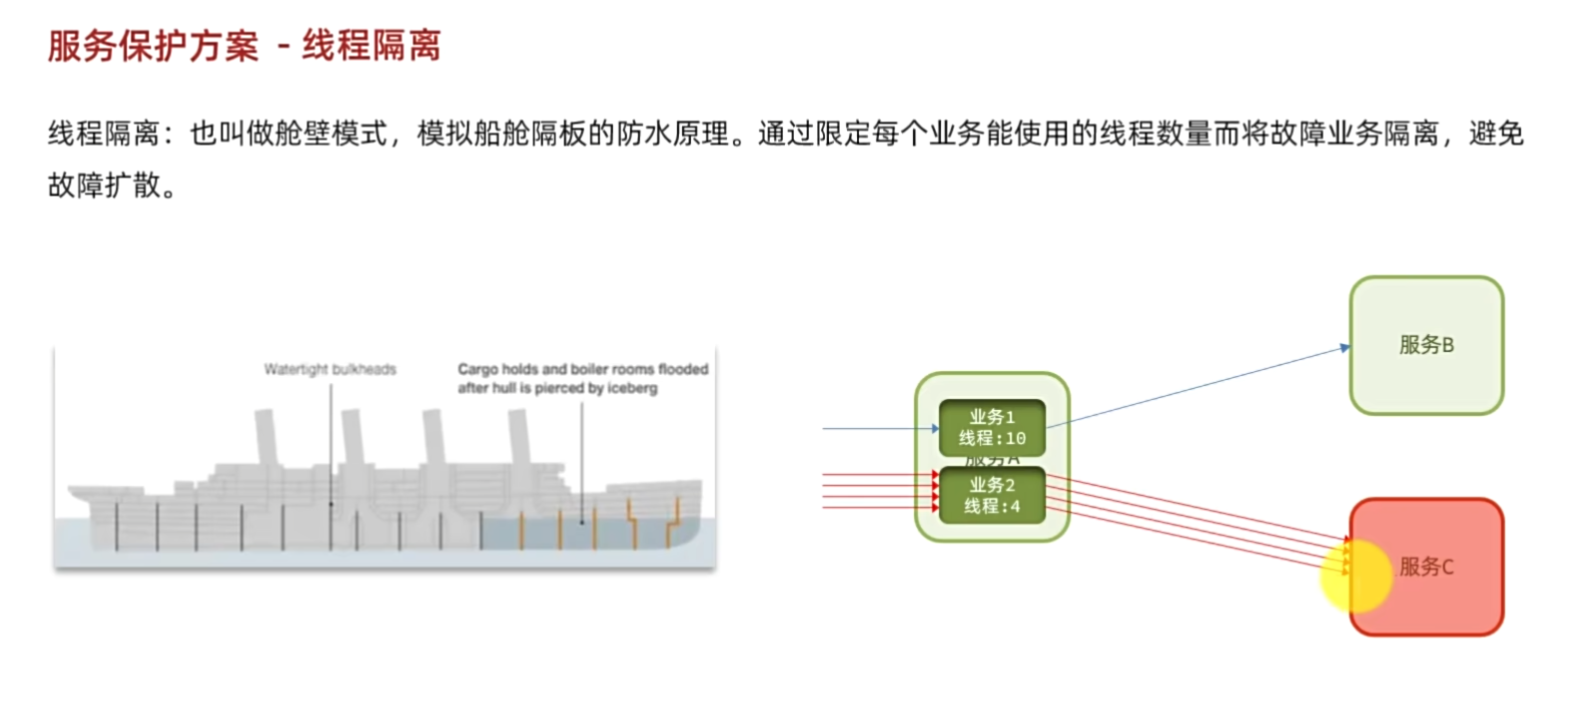 服务保护方案 - 线程隔离
线程隔离：也叫做舱壁模式，模拟船舱隔板的防水原理。通过限定每个业务能使用的线程数量而将故障业务隔离，避免
故障扩散。
Watertight bulkheads
Cargo holds and boiler rooms flooded
after hull is pierced by iceberg
服务B
业务1
线程:10
服务A
业务2
线程:4
服务C